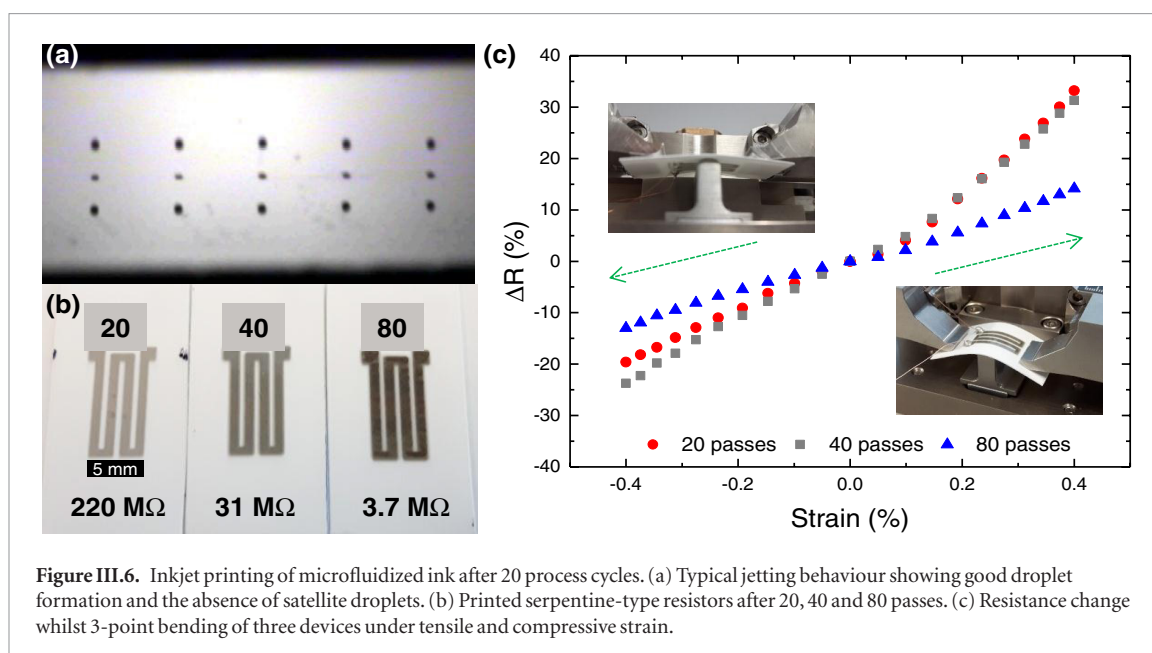 (a)
(b)
20
40
80
5 mm
220 MΩ
31 MΩ
3.7 MΩ
(c)
40
30
20
10
0
-10
-20
-30
-40
ΔR (%)
20 passes
40 passes
80 passes
-0.4
-0.2
0.0
0.2
0.4
Strain (%)
Figure III.6. Inkjet printing of microfluidized ink after 20 process cycles. (a) Typical jetting behaviour showing good droplet
formation and the absence of satellite droplets. (b) Printed serpentine-type resistors after 20, 40 and 80 passes. (c) Resistance change
whilst 3-point bending of three devices under tensile and compressive strain.